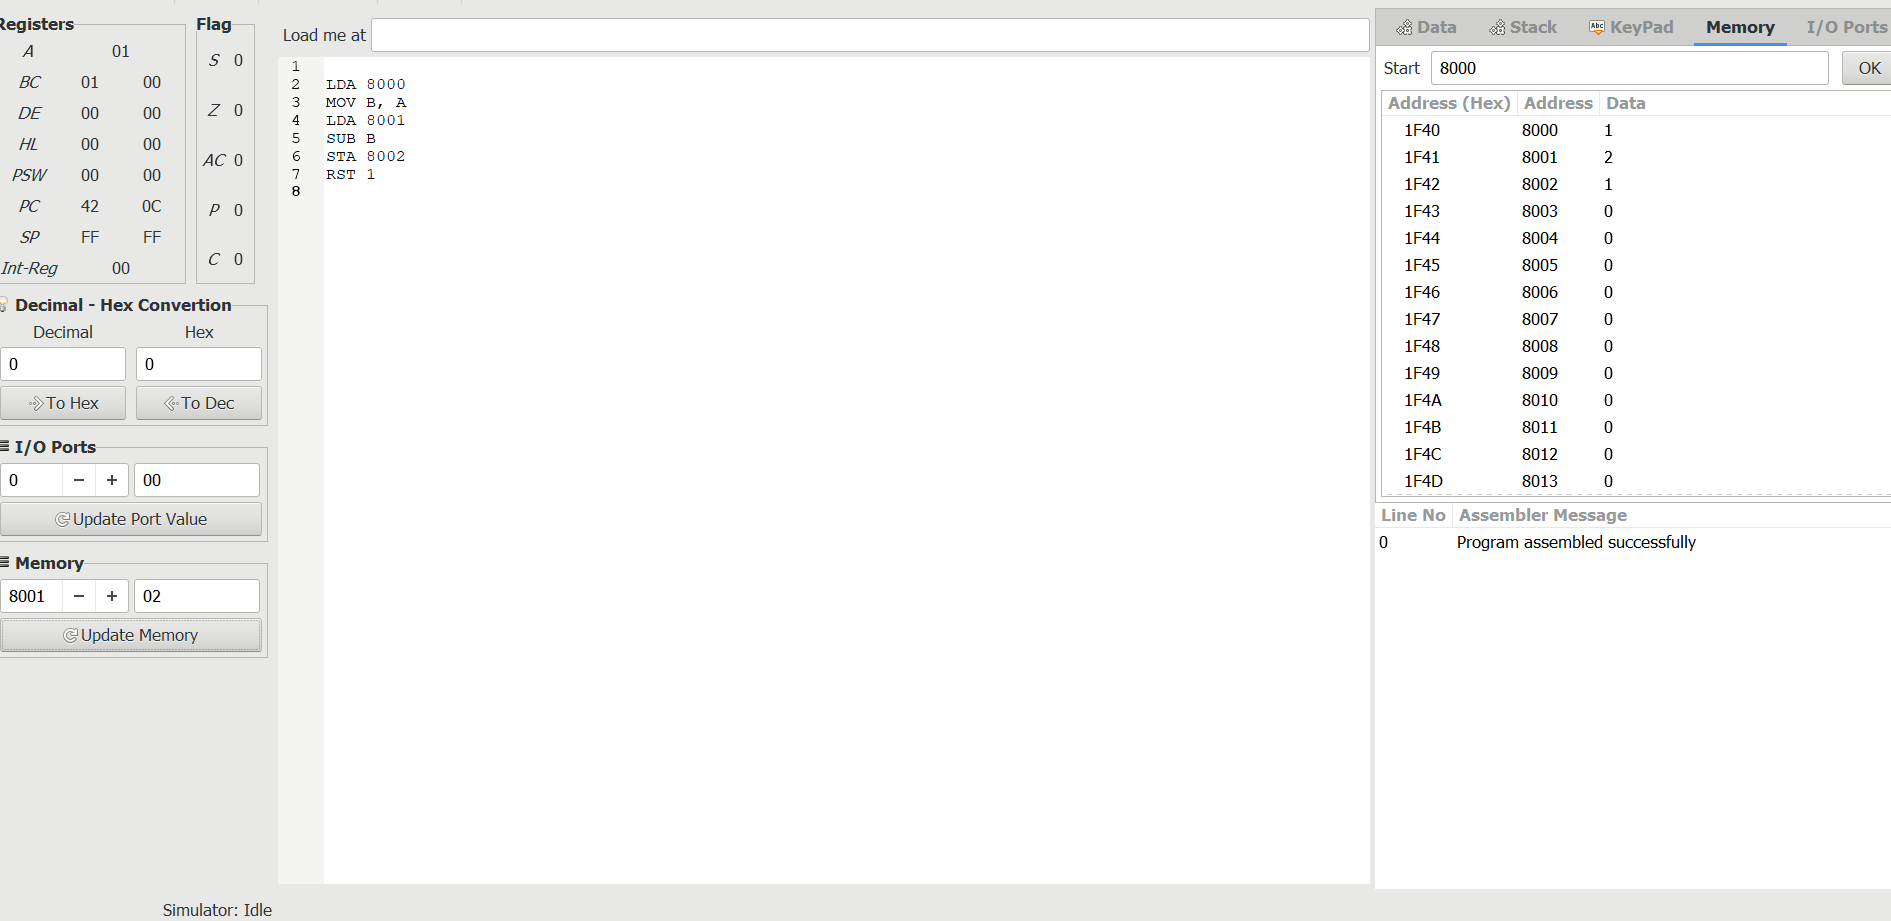 Registers
A 01
BC 01 00
DE 00 00
HL 00 00
PSW 00 00
PC 42 0C
SP FF FF
Int-Reg 00
Flag
S 0
Z 0
AC 0
P 0
C 0
Decimal - Hex Convertion
Decimal Hex
0 0
To Hex To Dec
I/O Ports
0 − + 00
Update Port Value
Memory
8001 − + 02
Update Memory
Simulator: Idle
Load me at
1
2 LDA 8000
3 MOV B, A
4 LDA 8001
5 SUB B
6 STA 8002
7 RST 1
8
Data Stack Abc KeyPad Memory I/O Ports
Start 8000 OK
Address (Hex) Address Data
1F40 8000 1
1F41 8001 2
1F42 8002 1
1F43 8003 0
1F44 8004 0
1F45 8005 0
1F46 8006 0
1F47 8007 0
1F48 8008 0
1F49 8009 0
1F4A 8010 0
1F4B 8011 0
1F4C 8012 0
1F4D 8013 0
Line No Assembler Message
0 Program assembled successfully